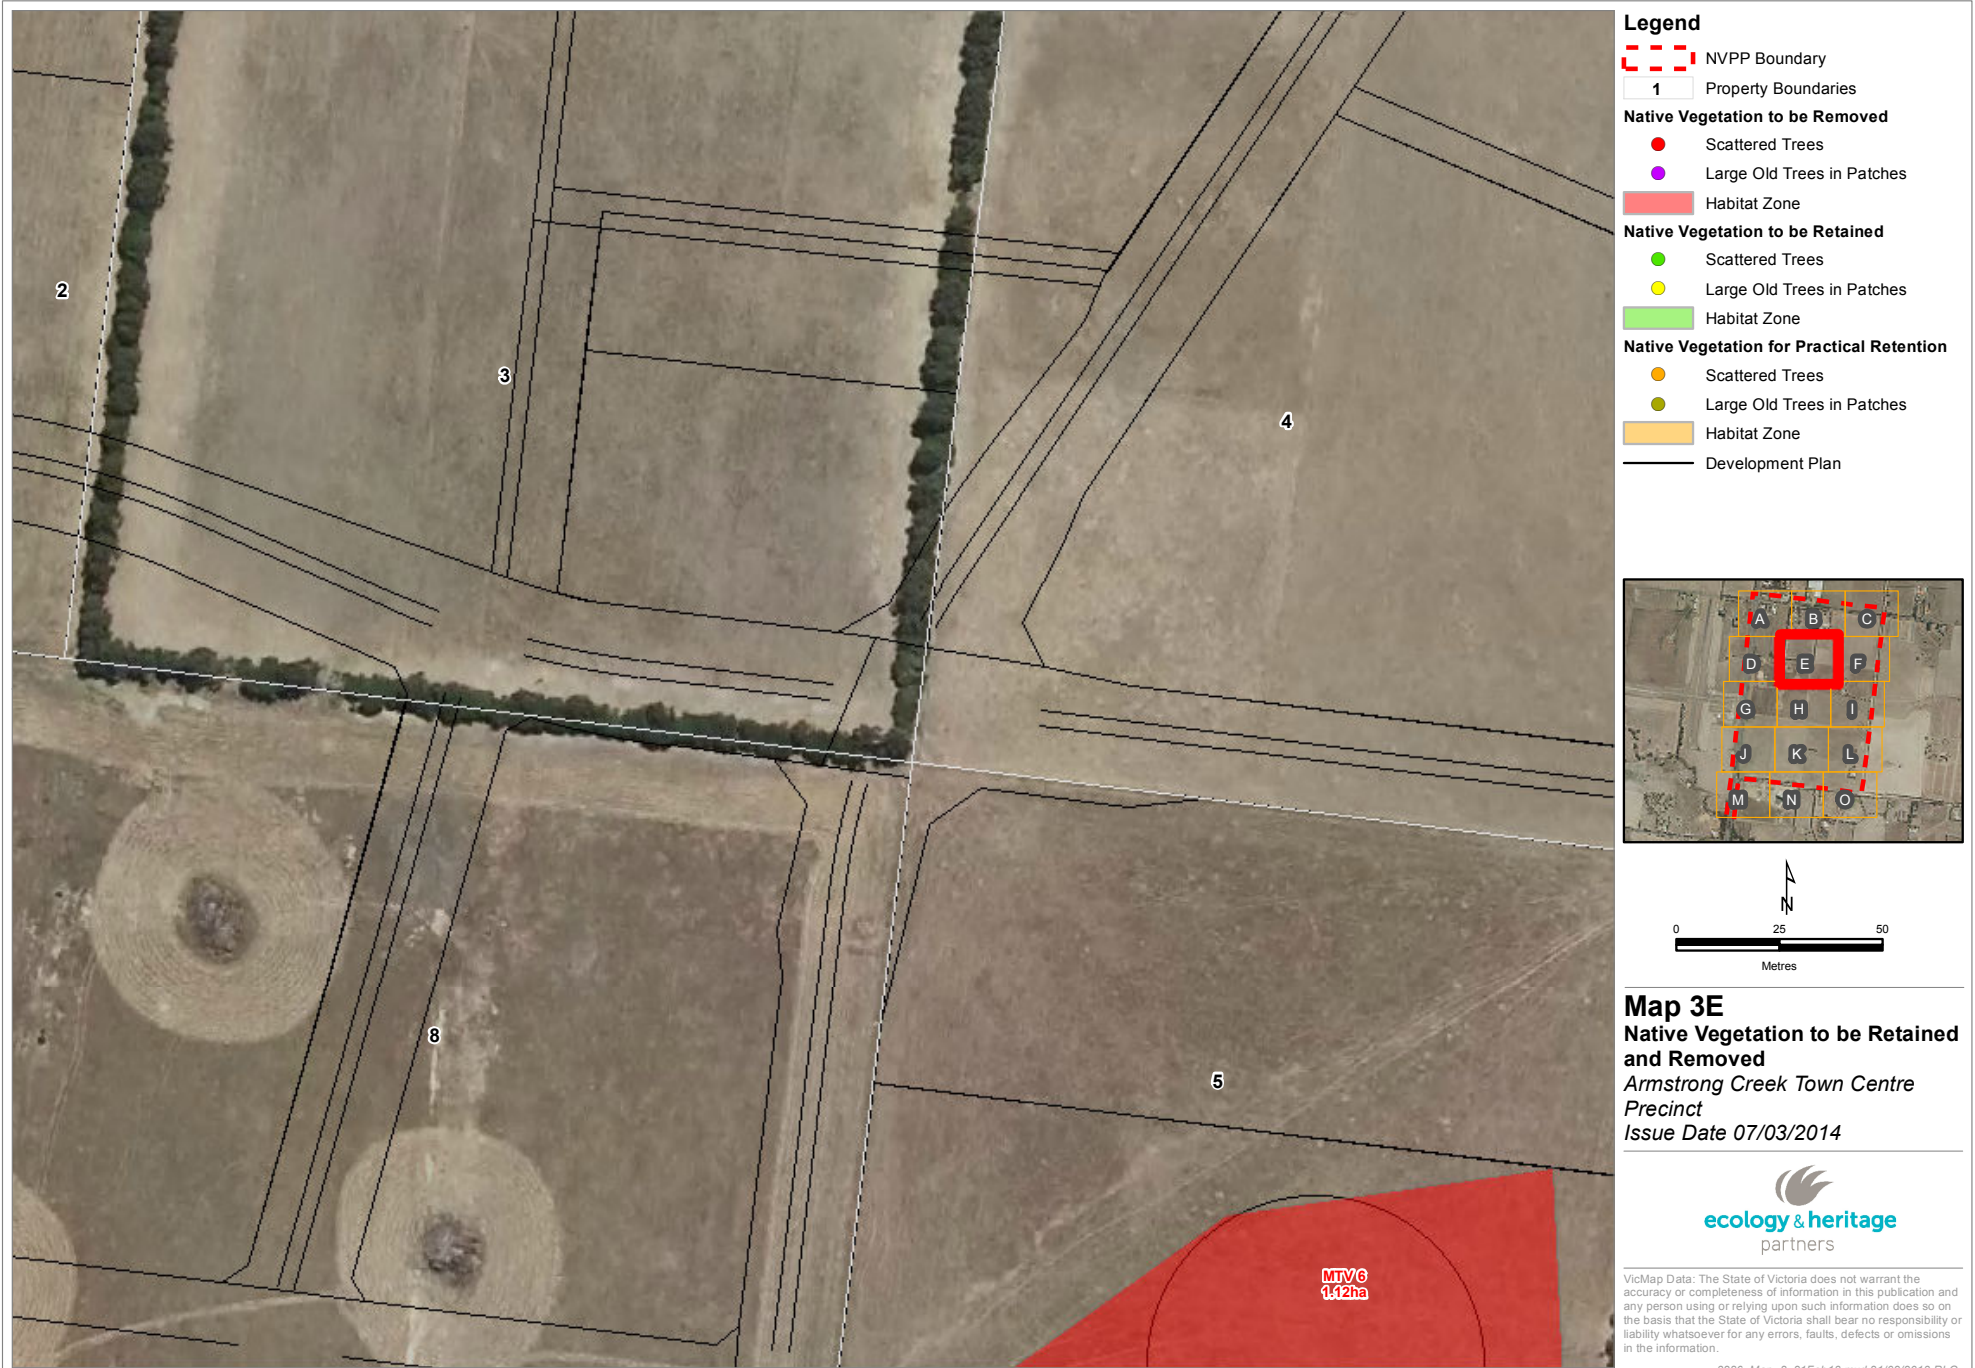 2
3
4
8
5
MTV 6
1.12ha
Legend
NVPP Boundary
1 Property Boundaries
Native Vegetation to be Removed
Scattered Trees
Large Old Trees in Patches
Habitat Zone
Native Vegetation to be Retained
Scattered Trees
Large Old Trees in Patches
Habitat Zone
Native Vegetation for Practical Retention
Scattered Trees
Large Old Trees in Patches
Habitat Zone
Development Plan
A B C
D E F
G H I
J K L
M N O
N
0 25 50
Metres
Map 3E
Native Vegetation to be Retained
and Removed
Armstrong Creek Town Centre
Precinct
Issue Date 07/03/2014
ecology & heritage
partners
VicMap Data: The State of Victoria does not warrant the
accuracy or completeness of information in this publication and
any person using or relying upon such information does so on
the basis that the State of Victoria shall bear no responsibility or
liability whatsoever for any errors, faults, defects or omissions
in the information.